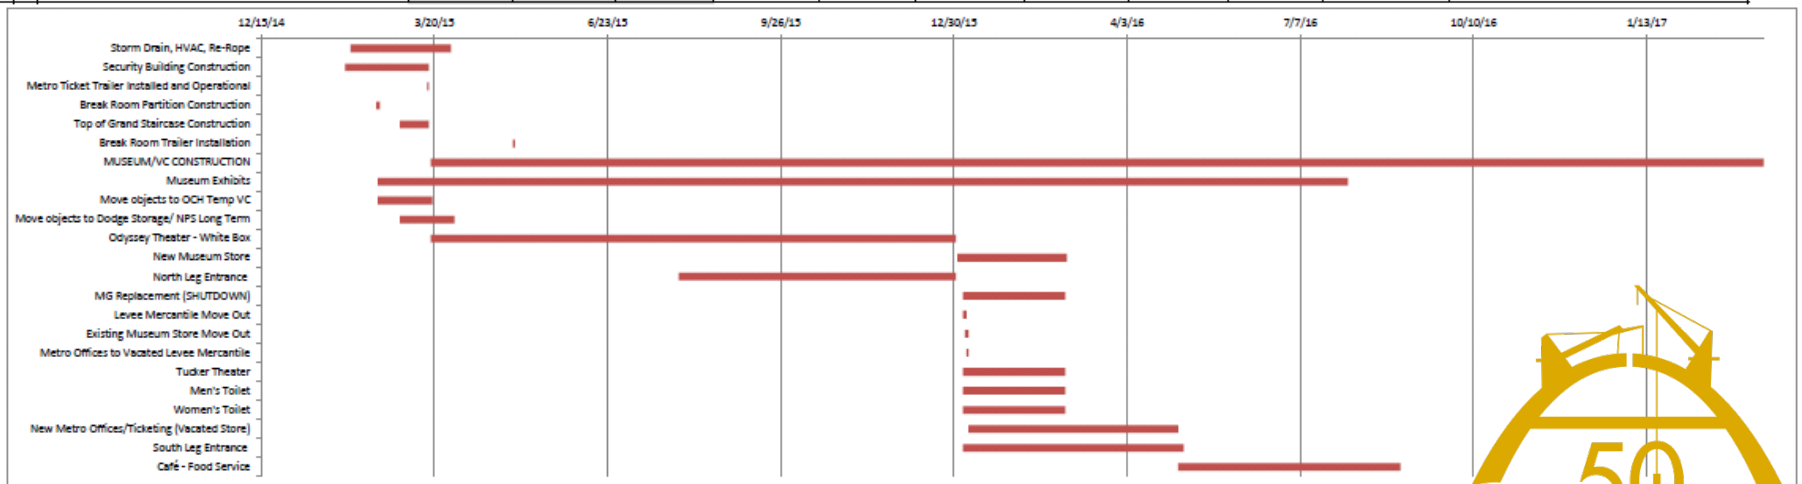 12/15/14 3/20/15 6/23/15 9/26/15 12/30/15 4/3/16 7/7/16 10/10/16 1/13/17
Storm Drain, HVAC, Re-Rope
Security Building Construction
Metro Ticket Trailer Installed and Operational
Break Room Partition Construction
Top of Grand Staircase Construction
Break Room Trailer Installation
MUSEUM/VC CONSTRUCTION
Museum Exhibits
Move objects to OCH Temp VC
Move objects to Dodge Storage/ NPS Long Term
Odyssey Theater - White Box
New Museum Store
North Leg Entrance
MG Replacement (SHUTDOWN)
Levee Mercantile Move Out
Existing Museum Store Move Out
Metro Offices to Vacated Levee Mercantile
Tucker Theater
Men's Toilet
Women's Toilet
New Metro Offices/Ticketing (Vacated Store)
South Leg Entrance
Café - Food Service
50